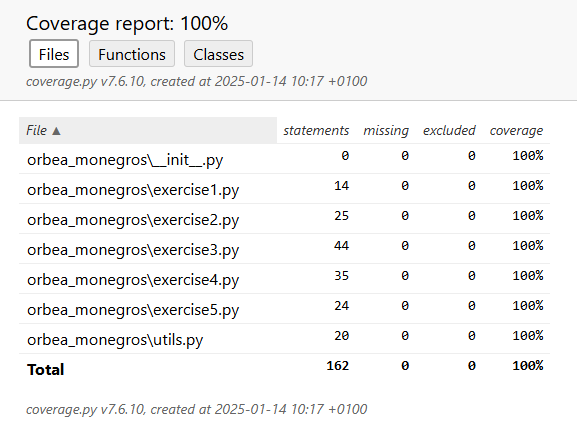 Coverage report: 100%
Files Functions Classes
coverage.py v7.6.10, created at 2025-01-14 10:17 +0100
File ▲ statements missing excluded coverage
orbea_monegros\__init__.py 0 0 0 100%
orbea_monegros\exercise1.py 14 0 0 100%
orbea_monegros\exercise2.py 25 0 0 100%
orbea_monegros\exercise3.py 44 0 0 100%
orbea_monegros\exercise4.py 35 0 0 100%
orbea_monegros\exercise5.py 24 0 0 100%
orbea_monegros\utils.py 20 0 0 100%
Total 162 0 0 100%
coverage.py v7.6.10, created at 2025-01-14 10:17 +0100